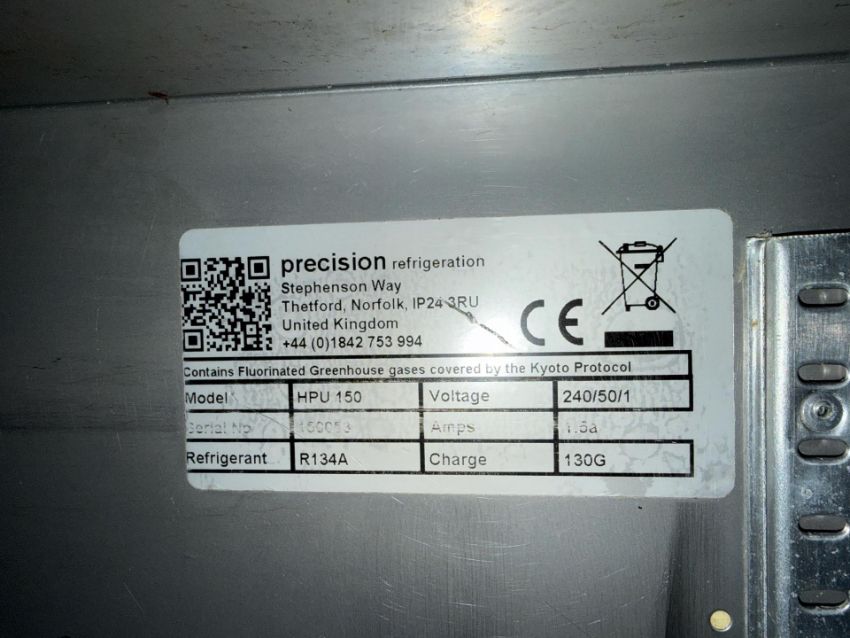 precision refrigeration
Stephenson Way
Thetford, Norfolk, IP24 3RU
United Kingdom
+44 (0)1842 753 994
CE
Contains Fluorinated Greenhouse gases covered by the Kyoto Protocol
Model HPU 150 Voltage 240/50/1
Serial No Amps
Refrigerant R134A Charge 130G